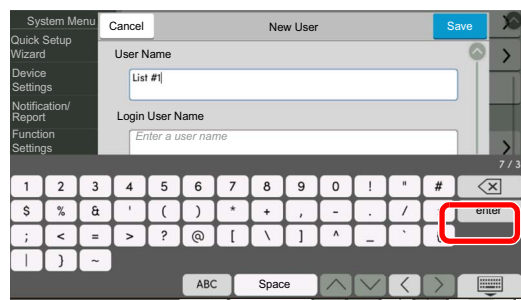 System Menu
Cancel
New User
Save
Quick Setup
Wizard
User Name
List #1
Device
Settings
Notification/
Report
Login User Name
Enter a user name
Function
Settings
7 / 3
1 2 3 4 5 6 7 8 9 0 ! " #
$ % & ' ( ) * + , - . / enter
; < = > ? @ [ \ ] ^ _ ` {
| } ~
ABC Space